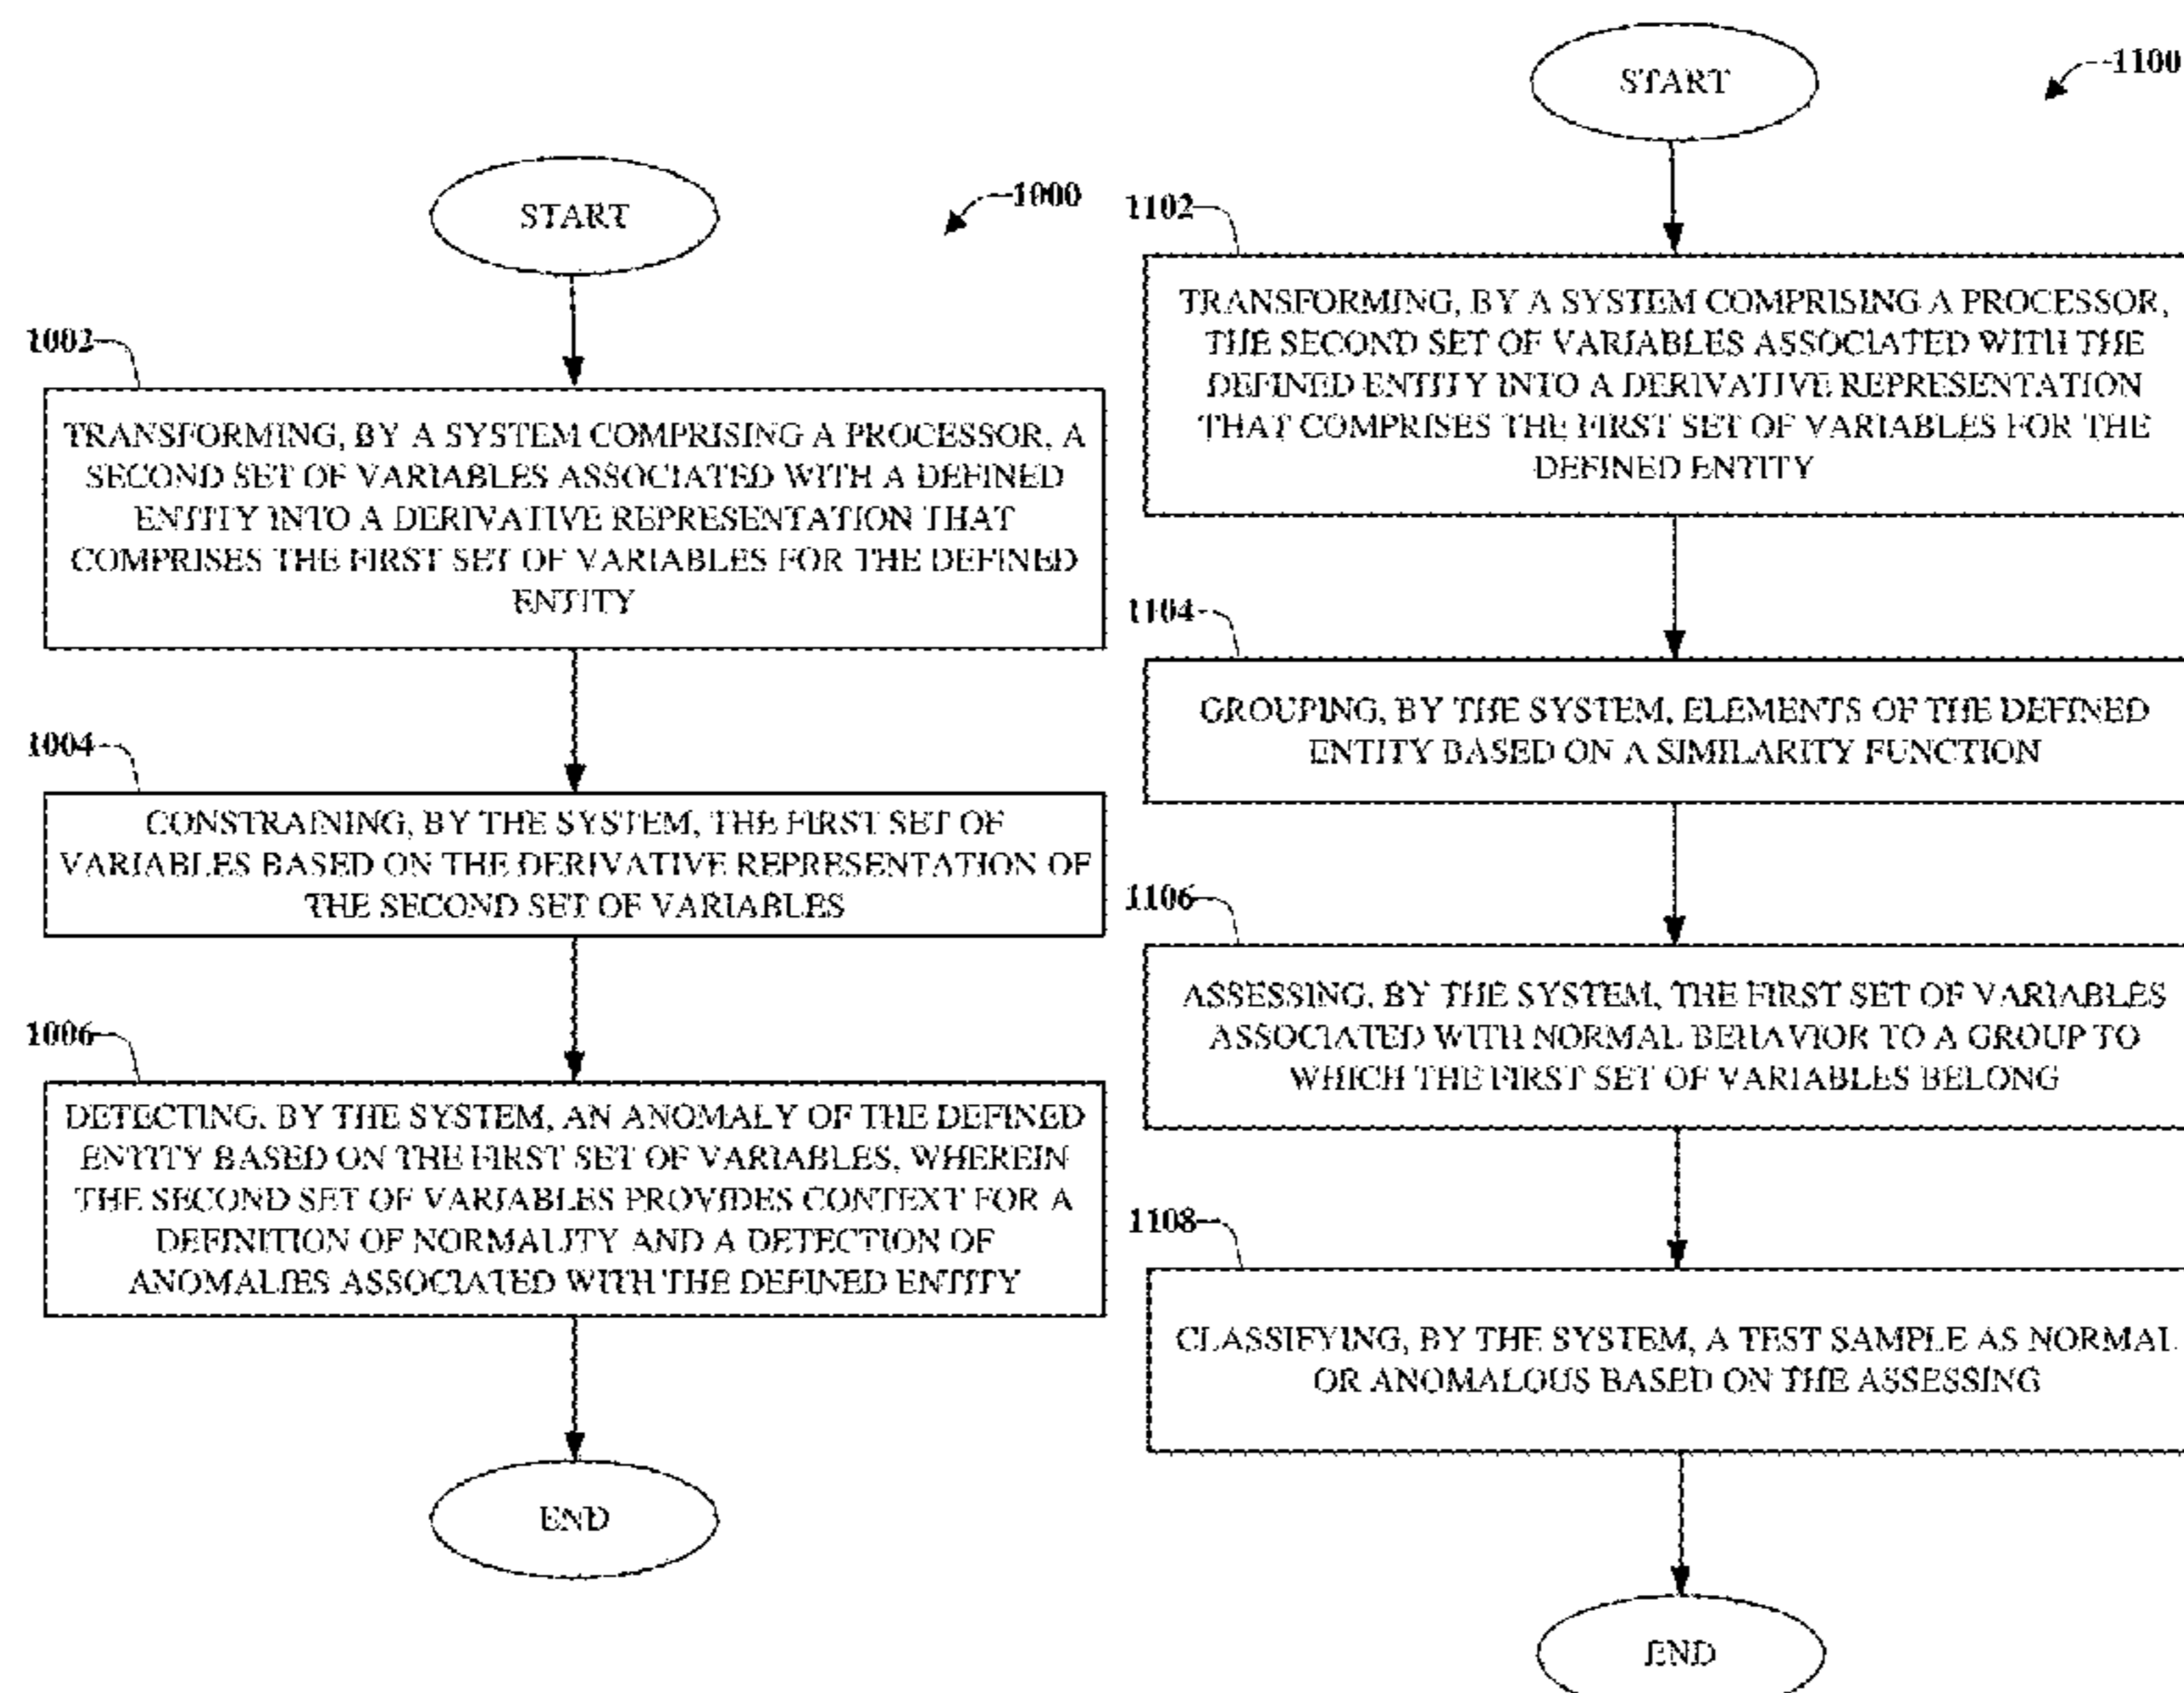 START
1000
1002
TRANSFORMING, BY A SYSTEM COMPRISING A PROCESSOR, A
SECOND SET OF VARIABLES ASSOCIATED WITH A DEFINED
ENTITY INTO A DERIVATIVE REPRESENTATION THAT
COMPRISES THE FIRST SET OF VARIABLES FOR THE DEFINED
ENTITY
1004
CONSTRAINING, BY THE SYSTEM, THE FIRST SET OF
VARIABLES BASED ON THE DERIVATIVE REPRESENTATION OF
THE SECOND SET OF VARIABLES
1006
DETECTING, BY THE SYSTEM, AN ANOMALY OF THE DEFINED
ENTITY BASED ON THE FIRST SET OF VARIABLES, WHEREIN
THE SECOND SET OF VARIABLES PROVIDES CONTEXT FOR A
DEFINITION OF NORMALITY AND A DETECTION OF
ANOMALIES ASSOCIATED WITH THE DEFINED ENTITY
END
START
1100
1102
TRANSFORMING, BY A SYSTEM COMPRISING A PROCESSOR,
THE SECOND SET OF VARIABLES ASSOCIATED WITH THE
DEFINED ENTITY INTO A DERIVATIVE REPRESENTATION
THAT COMPRISES THE FIRST SET OF VARIABLES FOR THE
DEFINED ENTITY
1104
GROUPING, BY THE SYSTEM, ELEMENTS OF THE DEFINED
ENTITY BASED ON A SIMILARITY FUNCTION
1106
ASSESSING, BY THE SYSTEM, THE FIRST SET OF VARIABLES
ASSOCIATED WITH NORMAL BEHAVIOR TO A GROUP TO
WHICH THE FIRST SET OF VARIABLES BELONG
1108
CLASSIFYING, BY THE SYSTEM, A TEST SAMPLE AS NORMAL
OR ANOMALOUS BASED ON THE ASSESSING
END